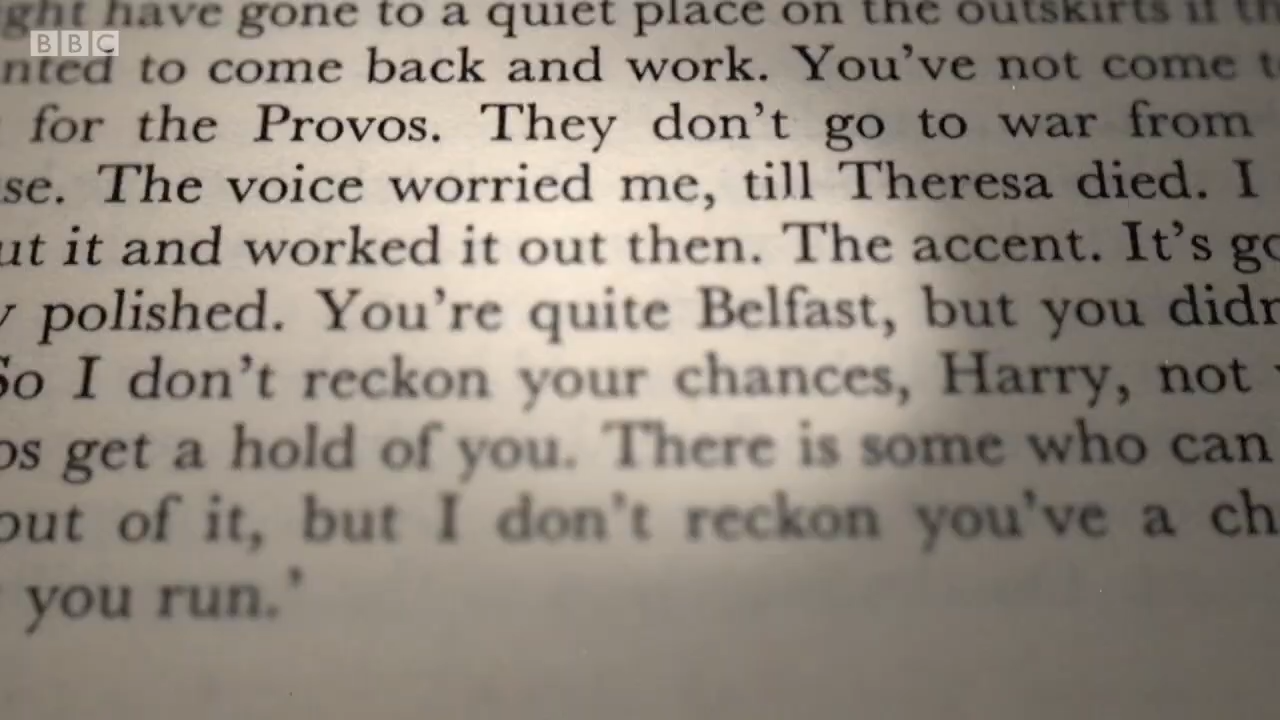 BBC
ght have gone to a quiet place on the outskirts if th
nted to come back and work. You've not come t
for the Provos. They don't go to war from
se. The voice worried me, till Theresa died. I
ut it and worked it out then. The accent. It's go
y polished. You're quite Belfast, but you didn
So I don't reckon your chances, Harry, not
os get a hold of you. There is some who can
out of it, but I don't reckon you've a ch
you run.'